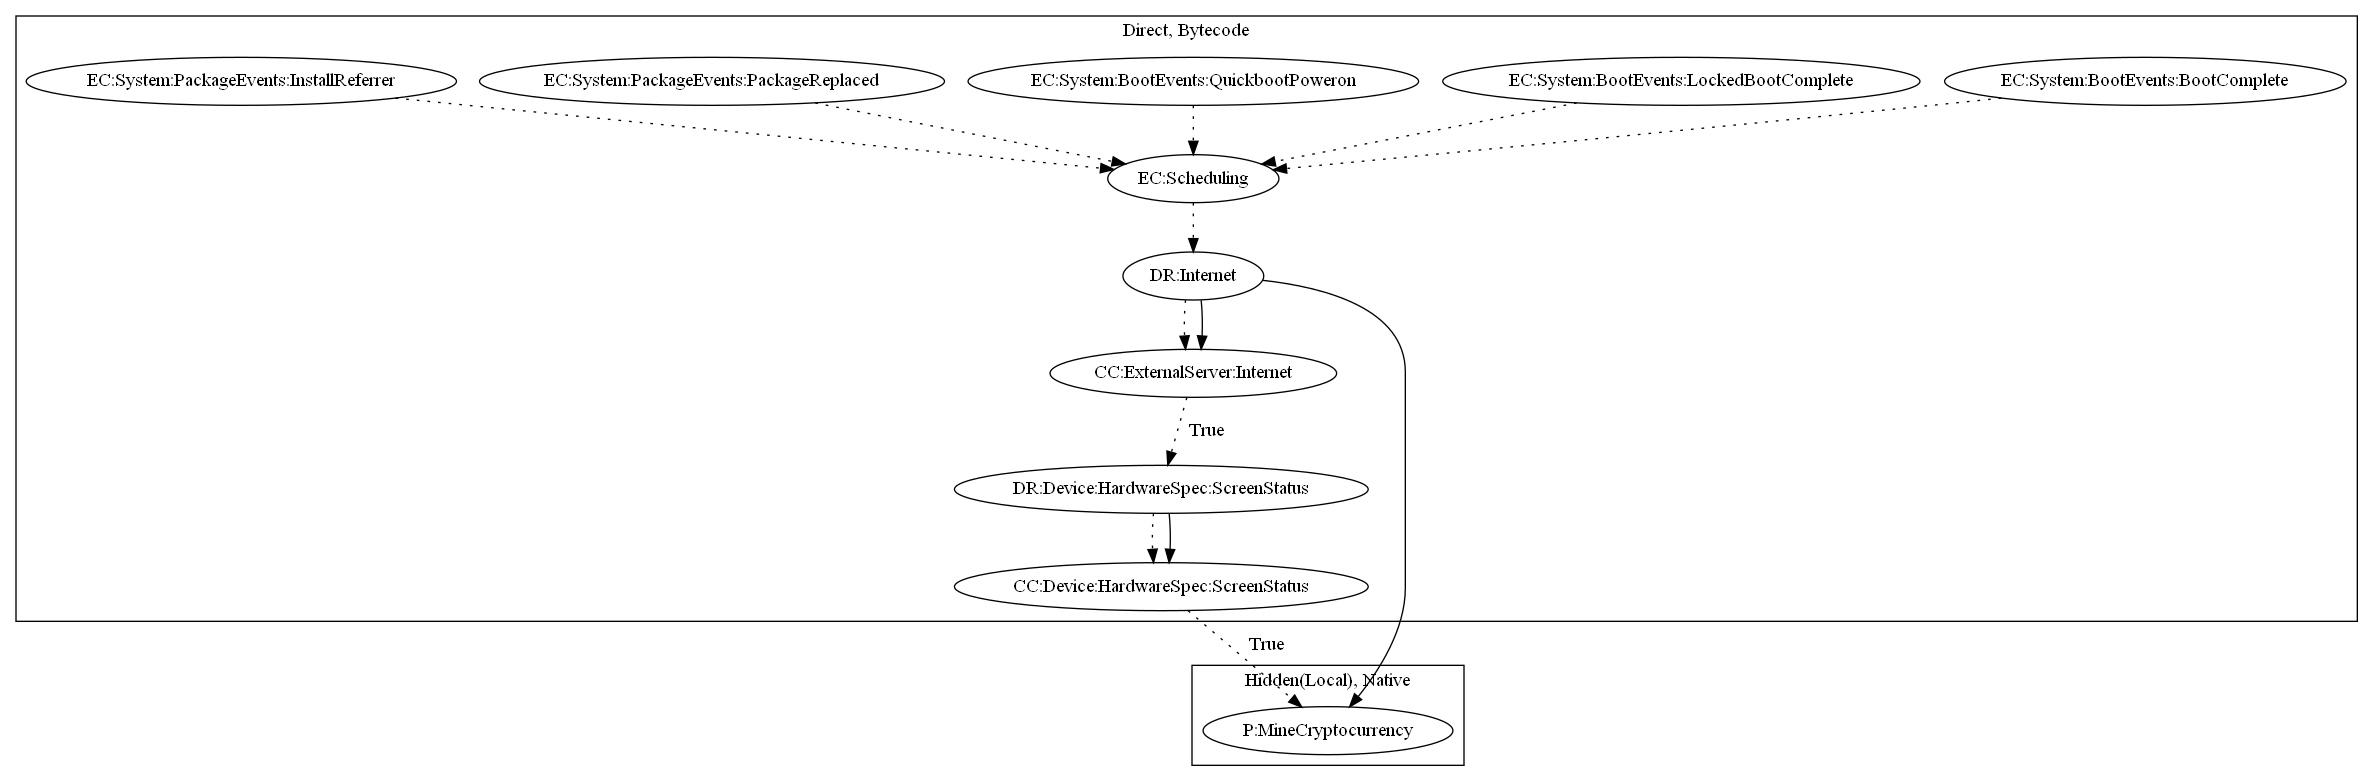 Direct, Bytecode
EC:System:PackageEvents:InstallReferrer
EC:System:PackageEvents:PackageReplaced
EC:System:BootEvents:QuickbootPoweron
EC:System:BootEvents:LockedBootComplete
EC:System:BootEvents:BootComplete
EC:Scheduling
DR:Internet
CC:ExternalServer:Internet
True
DR:Device:HardwareSpec:ScreenStatus
CC:Device:HardwareSpec:ScreenStatus
True
Hidden(Local), Native
P:MineCryptocurrency